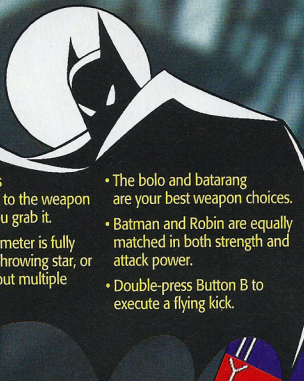 s
to the weapon
u grab it.
meter is fully
hrowing star, or
out multiple
• The bolo and batarang
are your best weapon choices.
• Batman and Robin are equally
matched in both strength and
attack power.
• Double-press Button B to
execute a flying kick.